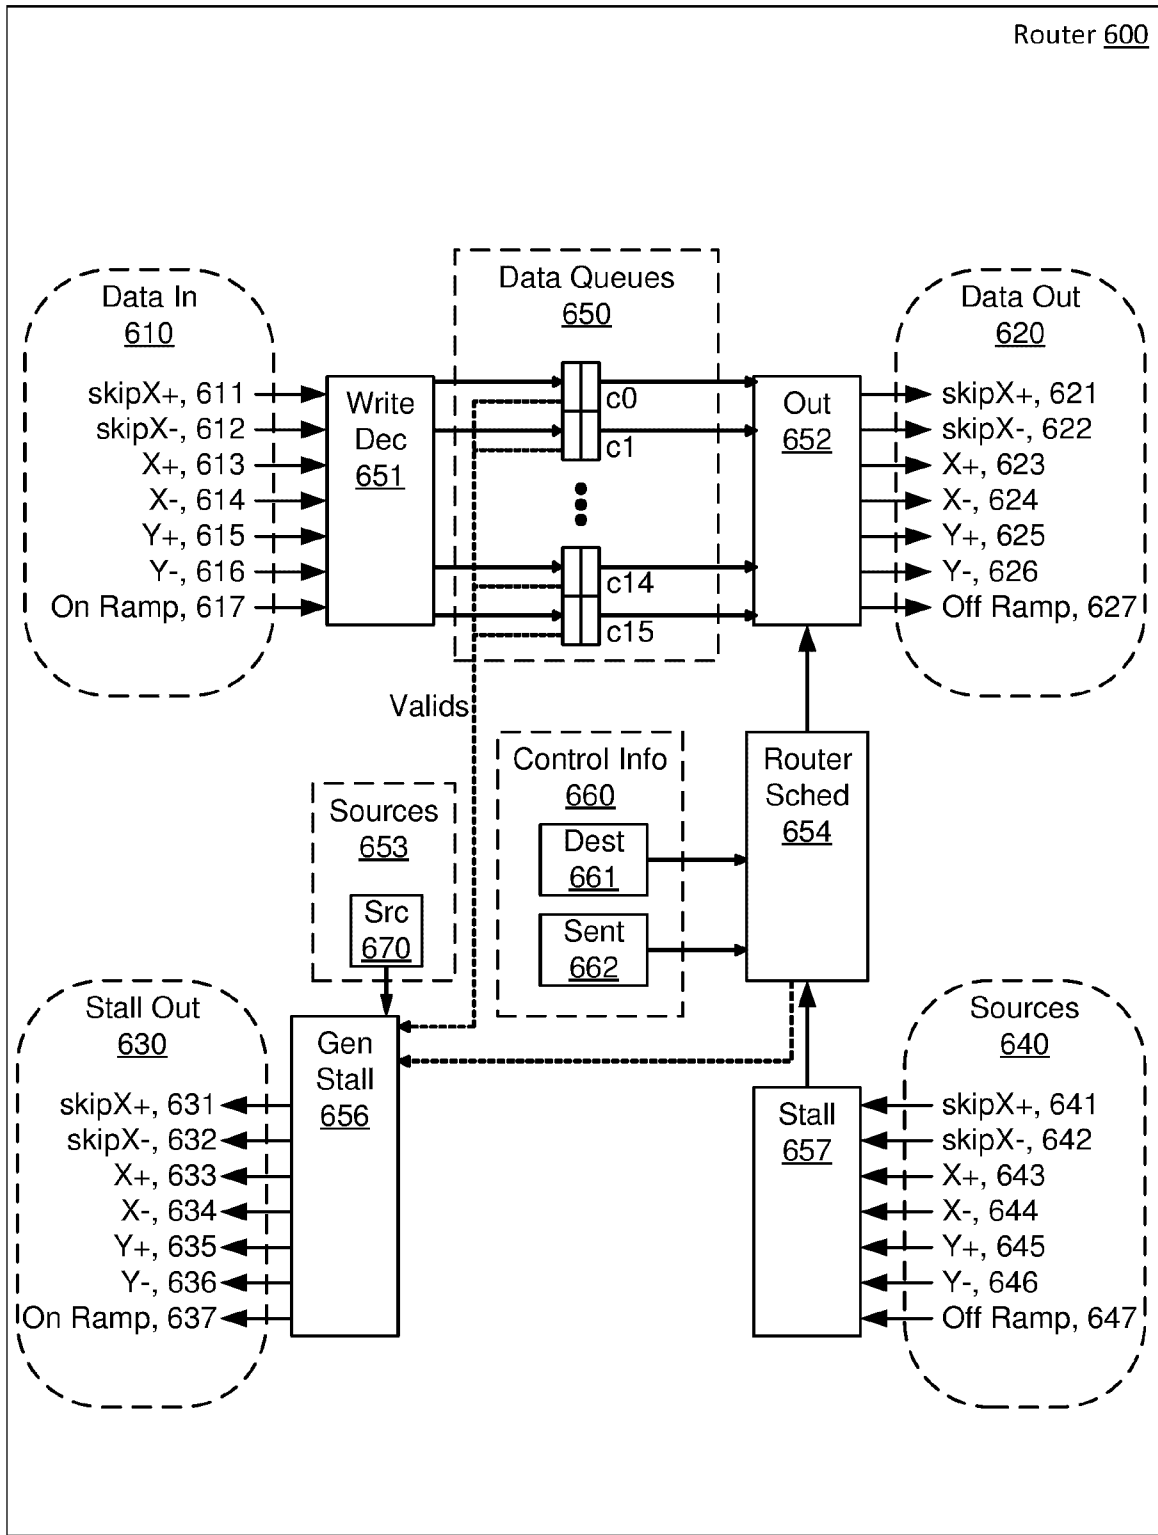 Router 600
Data In
610
skipX+, 611
skipX-, 612
X+, 613
X-, 614
Y+, 615
Y-, 616
On Ramp, 617
Write
Dec
651
Data Queues
650
c0
c1
c14
c15
Out
652
Data Out
620
skipX+, 621
skipX-, 622
X+, 623
X-, 624
Y+, 625
Y-, 626
Off Ramp, 627
Valids
Sources
653
Src
670
Control Info
660
Dest
661
Sent
662
Router
Sched
654
Stall Out
630
skipX+, 631
skipX-, 632
X+, 633
X-, 634
Y+, 635
Y-, 636
On Ramp, 637
Gen
Stall
656
Stall
657
Sources
640
skipX+, 641
skipX-, 642
X+, 643
X-, 644
Y+, 645
Y-, 646
Off Ramp, 647